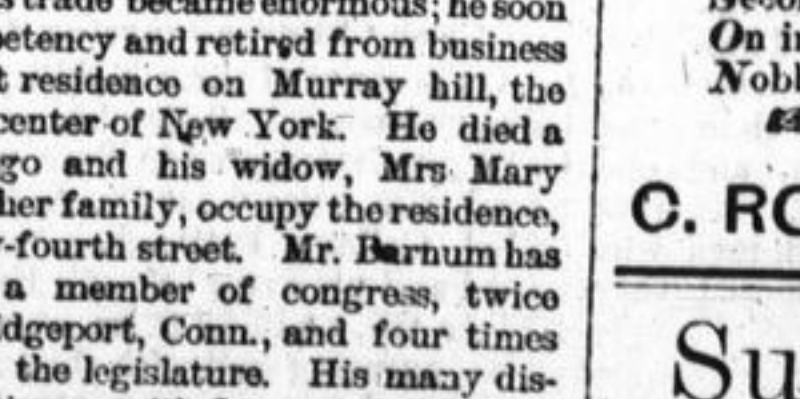 trade became enormous; he soon
petency and retired from business
t residence on Murray hill, the
center of New York. He died a
go and his widow, Mrs Mary
her family, occupy the residence,
-fourth street. Mr. Barnum has
a member of congress, twice
idgeport, Conn., and four times
the legislature. His many dis-
On i
Nobl
C. RO
Su